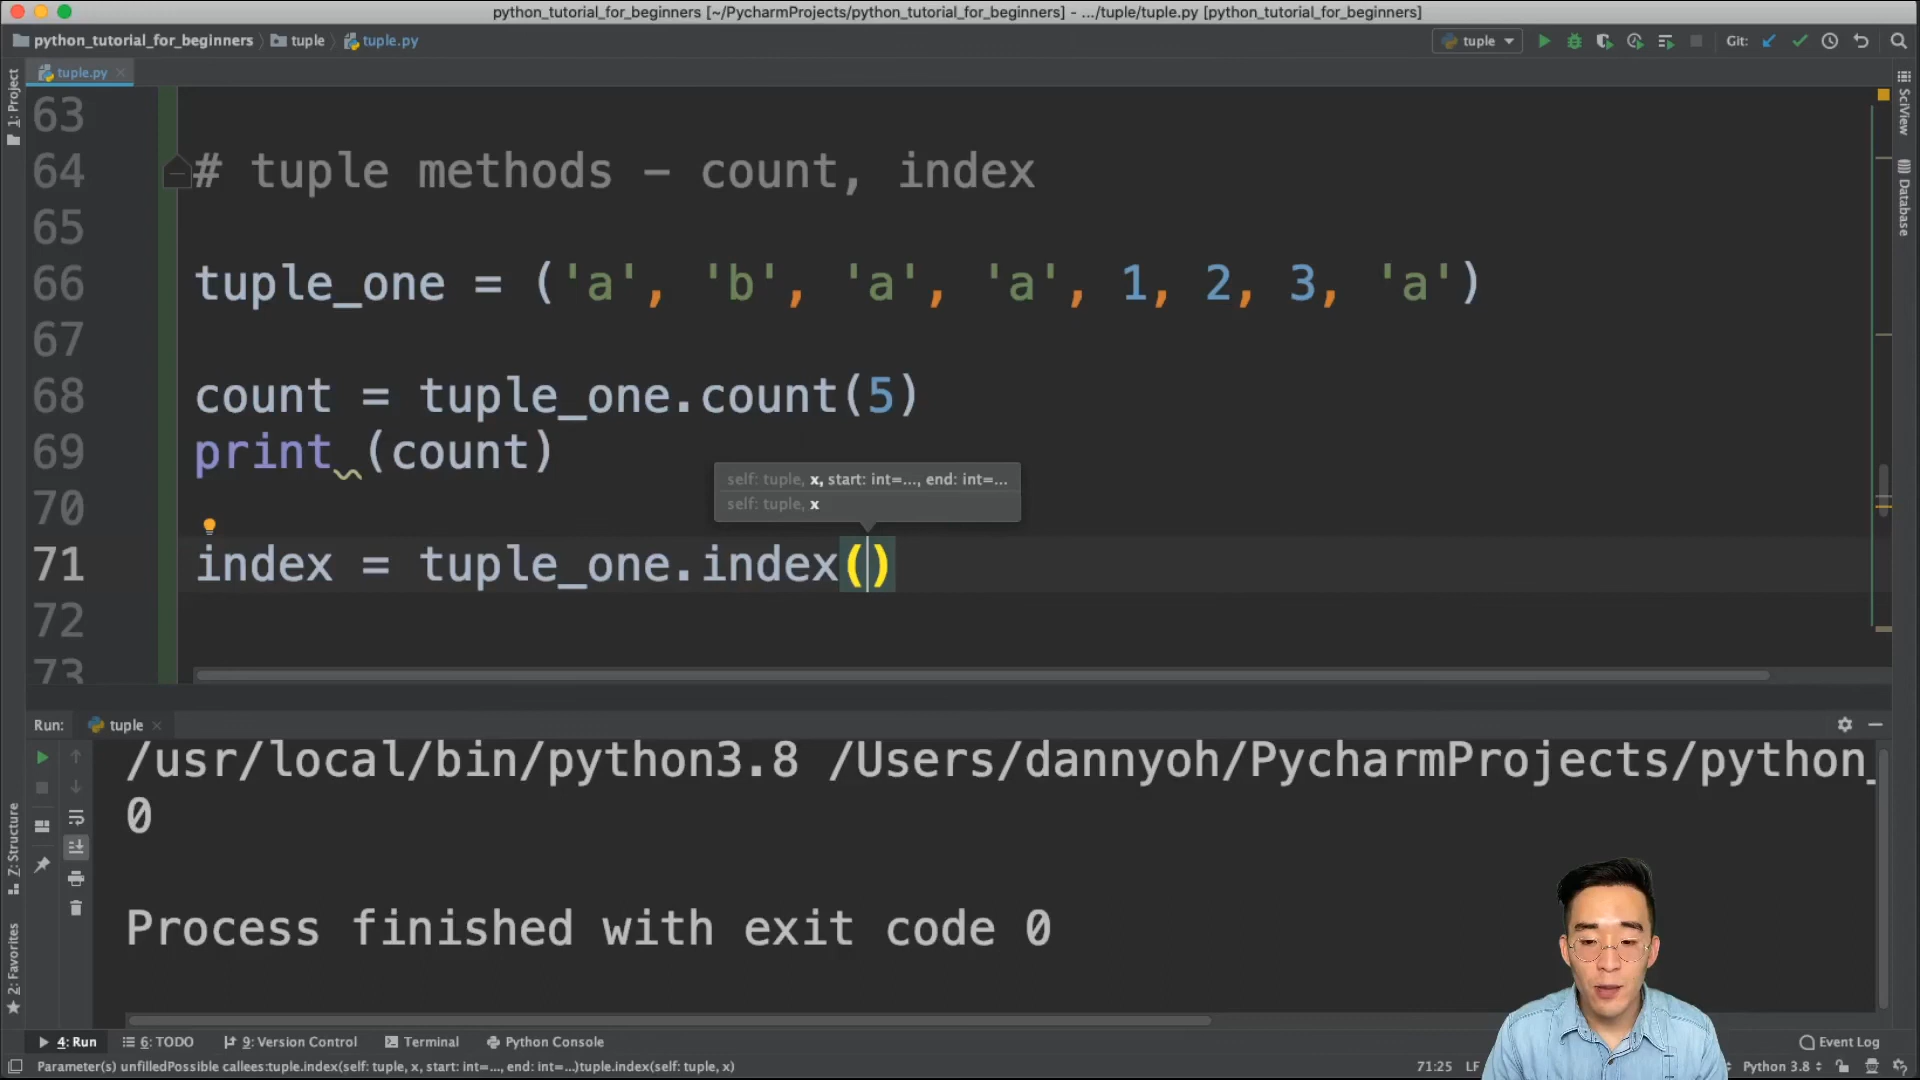 python_tutorial_for_beginners [~/PycharmProjects/python_tutorial_for_beginners] - .../tuple/tuple.py [python_tutorial_for_beginners]
python_tutorial_for_beginners tuple tuple.py tuple Git:
tuple.py
1: Project
SciView
Database
63
64 # tuple methods - count, index
65
66 tuple_one = ('a', 'b', 'a', 'a', 1, 2, 3, 'a')
67
68 count = tuple_one.count(5)
69 print (count)
self: tuple, x, start: int=..., end: int=...
self: tuple, x
70
71 index = tuple_one.index()
72
73
Run: tuple
/usr/local/bin/python3.8 /Users/dannyoh/PycharmProjects/python_
0
Process finished with exit code 0
7: Structure
2: Favorites
4: Run 6: TODO 9: Version Control Terminal Python Console Event Log
Parameter(s) unfilledPossible callees:tuple.index(self: tuple, x, start: int=..., end: int=...)tuple.index(self: tuple, x) 71:25 LF Python 3.8